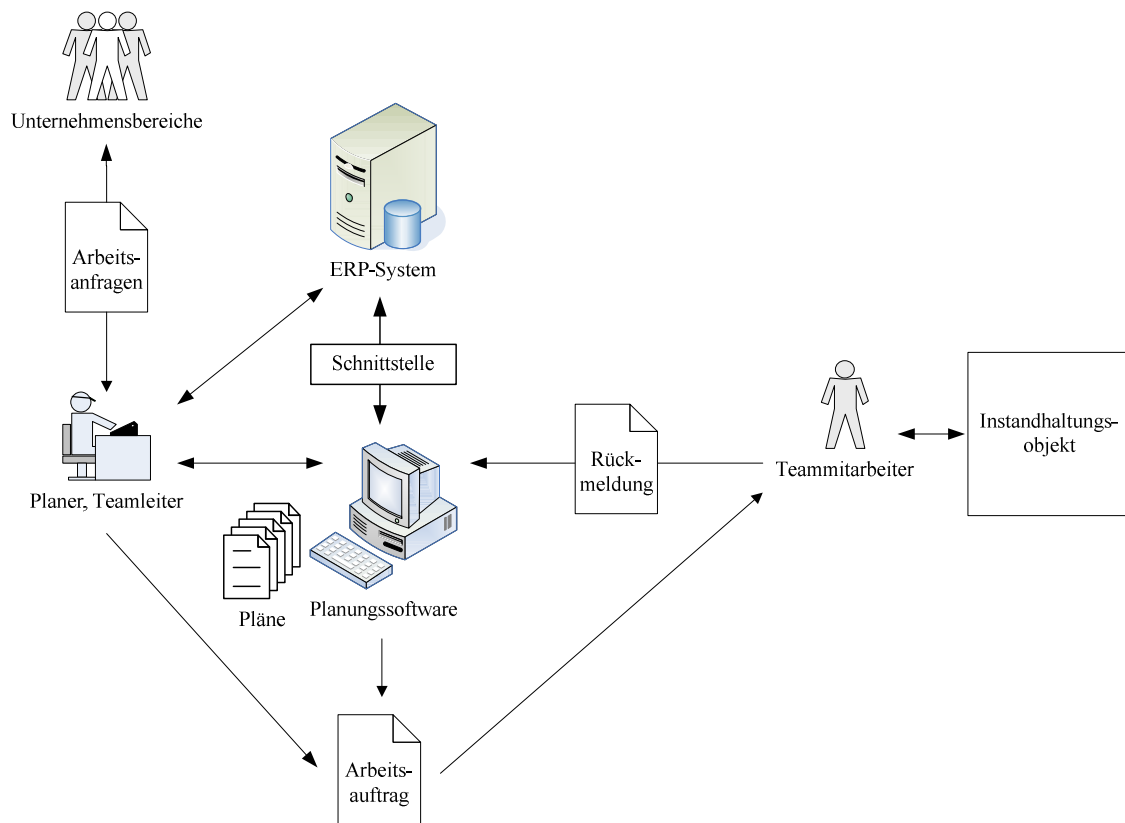 Unternehmensbereiche
Arbeits-
anfragen
ERP-System
Schnittstelle
Planer, Teamleiter
Rück-
meldung
Teammitarbeiter
Instandhaltungs-
objekt
Pläne
Planungssoftware
Arbeits-
auftrag